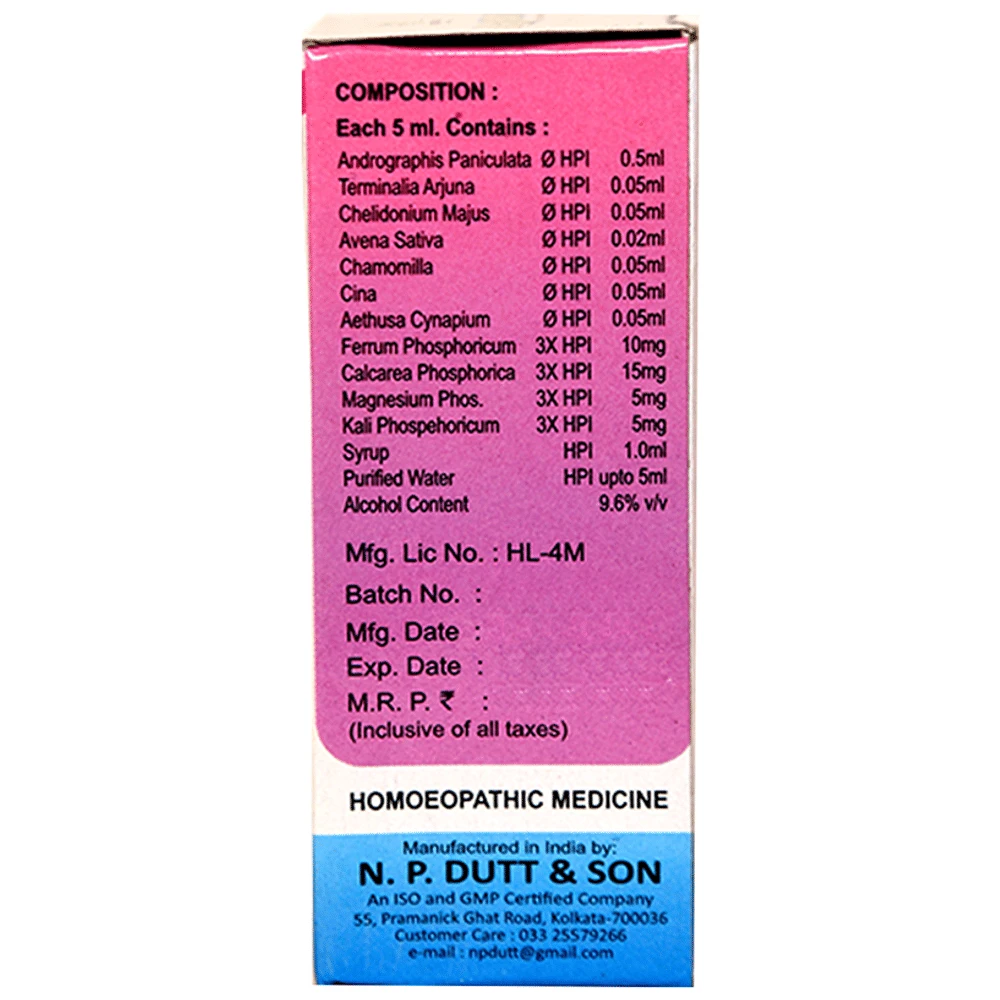 COMPOSITION :
Each 5 ml. Contains :
Andrographis Paniculata Ø HPI 0.5ml
Terminalia Arjuna Ø HPI 0.05ml
Chelidonium Majus Ø HPI 0.05ml
Avena Sativa Ø HPI 0.02ml
Chamomilla Ø HPI 0.05ml
Cina Ø HPI 0.05ml
Aethusa Cynapium Ø HPI 0.05ml
Ferrum Phosphoricum 3X HPI 10mg
Calcarea Phosphorica 3X HPI 15mg
Magnesium Phos. 3X HPI 5mg
Kali Phospehoricum 3X HPI 5mg
Syrup HPI 1.0ml
Purified Water HPI upto 5ml
Alcohol Content 9.6% v/v
Mfg. Lic No. : HL-4M
Batch No. :
Mfg. Date :
Exp. Date :
M.R. P. ₹ :
(Inclusive of all taxes)
HOMOEOPATHIC MEDICINE
Manufactured in India by:
N. P. DUTT & SON
An ISO and GMP Certified Company
55, Pramanick Ghat Road, Kolkata-700036
Customer Care : 033 25579266
e-mail : npdutt@gmail.com